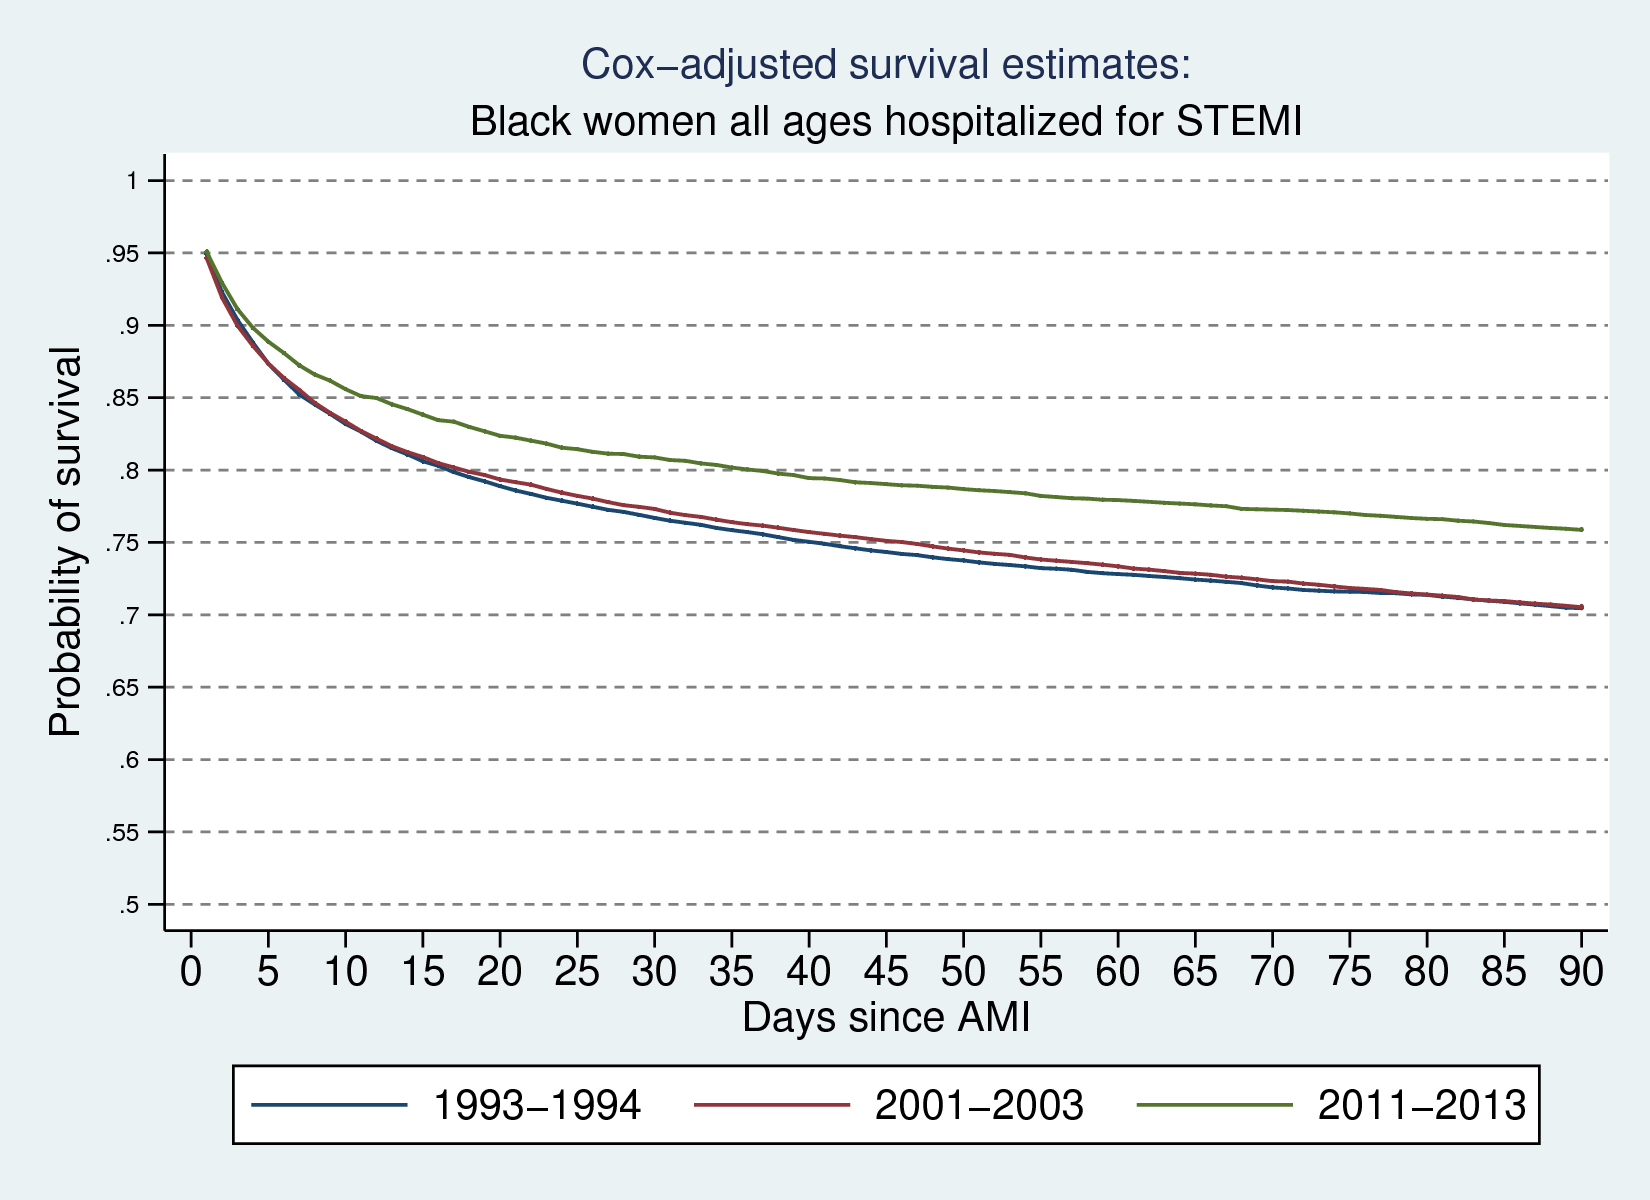 Cox−adjusted survival estimates:
Black women all ages hospitalized for STEMI
Probability of survival
1
.95
.9
.85
.8
.75
.7
.65
.6
.55
.5
0 5 10 15 20 25 30 35 40 45 50 55 60 65 70 75 80 85 90
Days since AMI
1993−1994 2001−2003 2011−2013